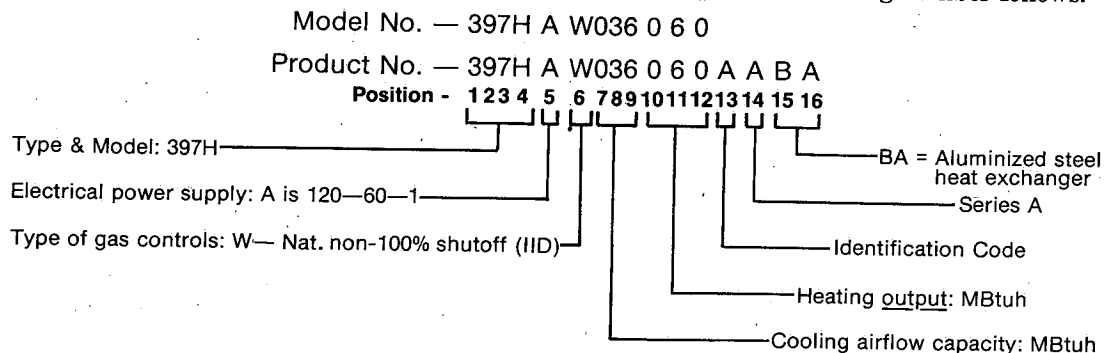 follows:
Model No. — 397H A W036 0 6 0
Product No. — 397H A W036 0 6 0 A A B A
Position - 1 2 3 4 5 6 7 8 9 10 11 12 13 14 15 16
Type & Model: 397H
BA = Aluminized steel
heat exchanger
Electrical power supply: A is 120—60—1
Series A
Type of gas controls: W— Nat. non-100% shutoff (IID)
Identification Code
Heating output: MBtuh
Cooling airflow capacity: MBtuh